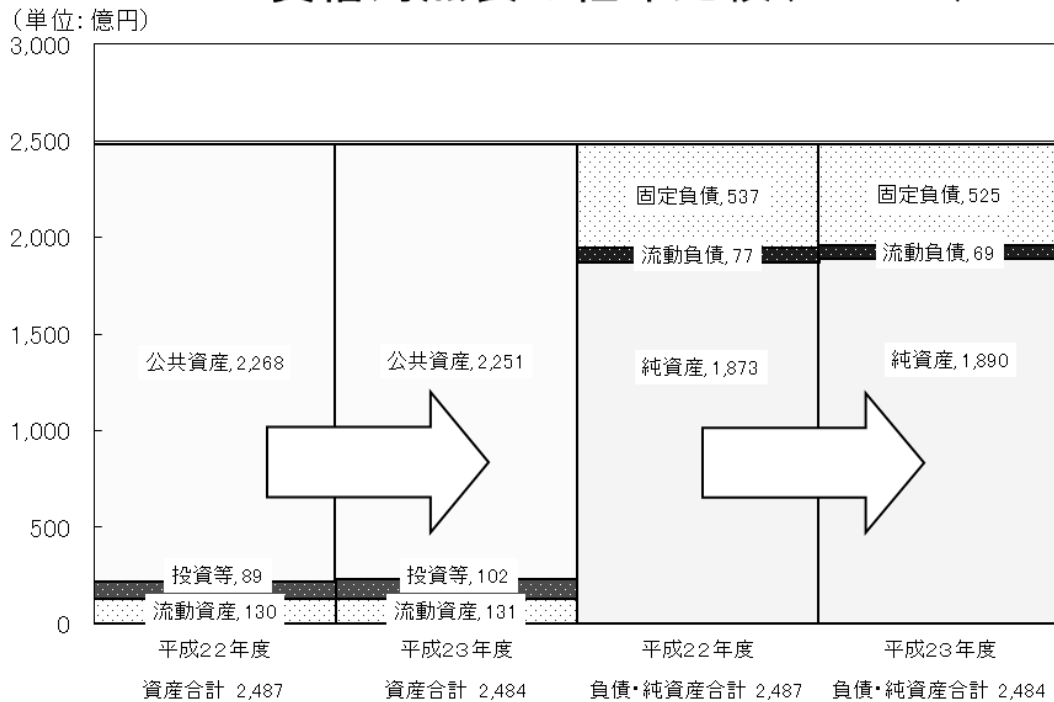 （単位：億円）
3,000
2,500
2,000
1,500
1,000
500
0
固定負債,537
固定負債,525
流動負債,77
流動負債,69
公共資産,2,268
公共資産,2,251
純資産,1,873
純資産,1,890
投資等,89
投資等,102
流動資産,130
流動資産,131
平成２２年度
平成２３年度
平成２２年度
平成２３年度
資産合計 2,487
資産合計 2,484
負債・純資産合計 2,487
負債・純資産合計 2,484